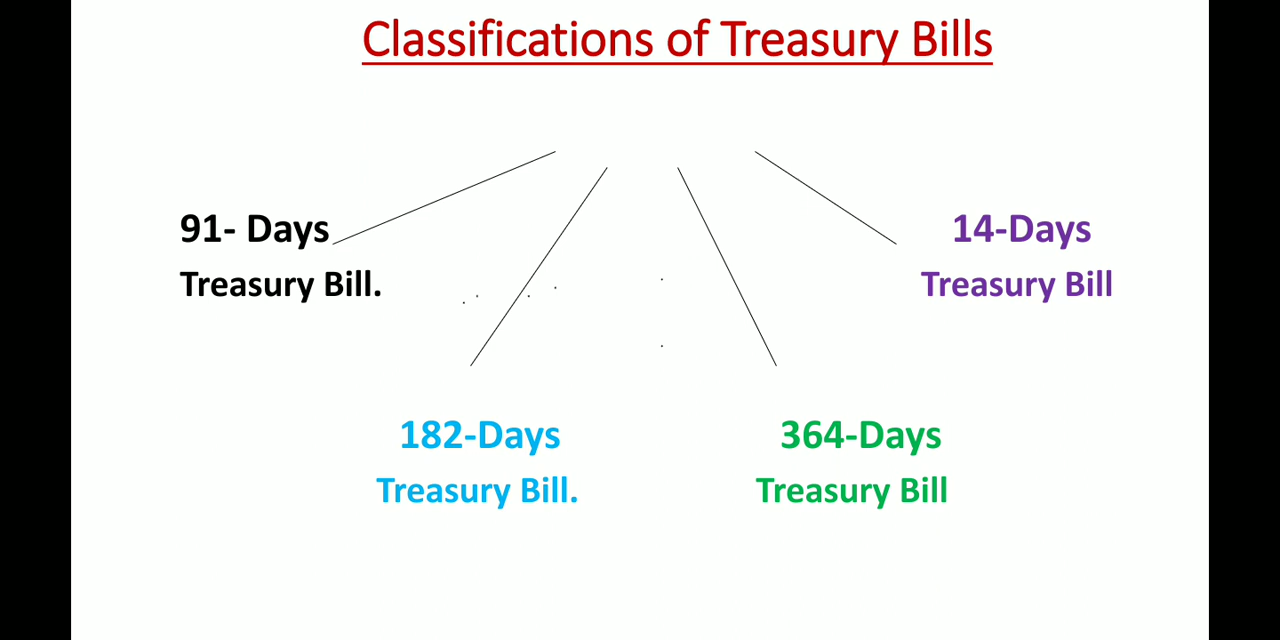 Classifications of Treasury Bills
91- Days
Treasury Bill.
14-Days
Treasury Bill
182-Days
Treasury Bill.
364-Days
Treasury Bill